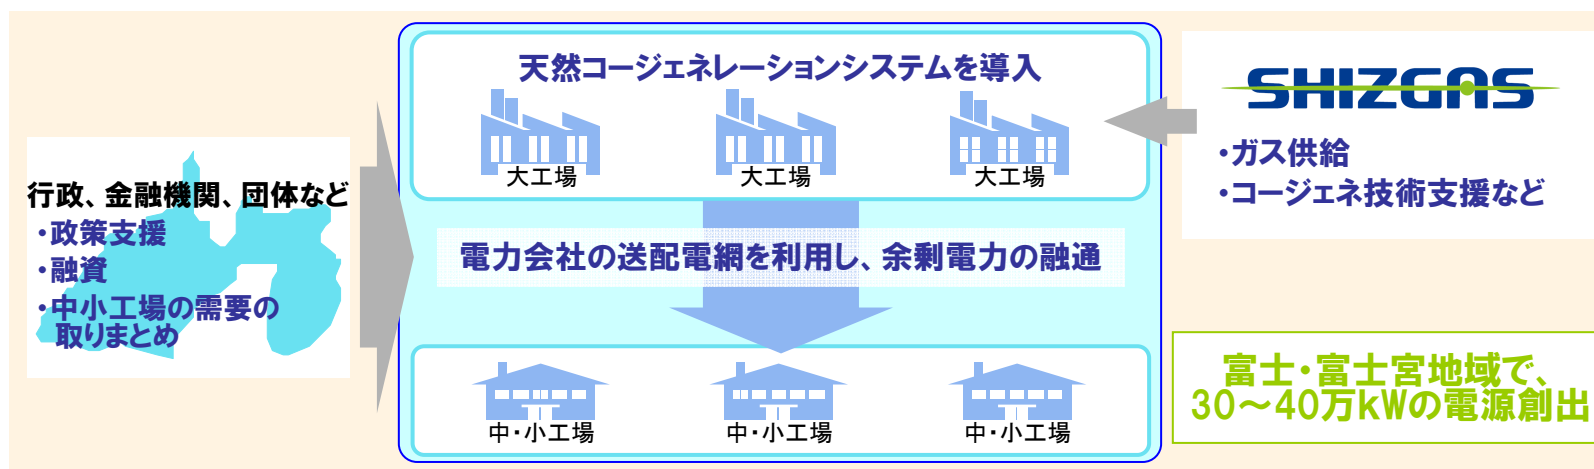 天然コージェネレーションシステムを導入
大工場
大工場
大工場
行政、金融機関、団体など
・政策支援
・融資
・中小工場の需要の
取りまとめ
電力会社の送配電網を利用し、余剰電力の融通
中・小工場
中・小工場
中・小工場
SHIZGAS
・ガス供給
・コージェネ技術支援など
富士・富士宮地域で、
30～40万kWの電源創出